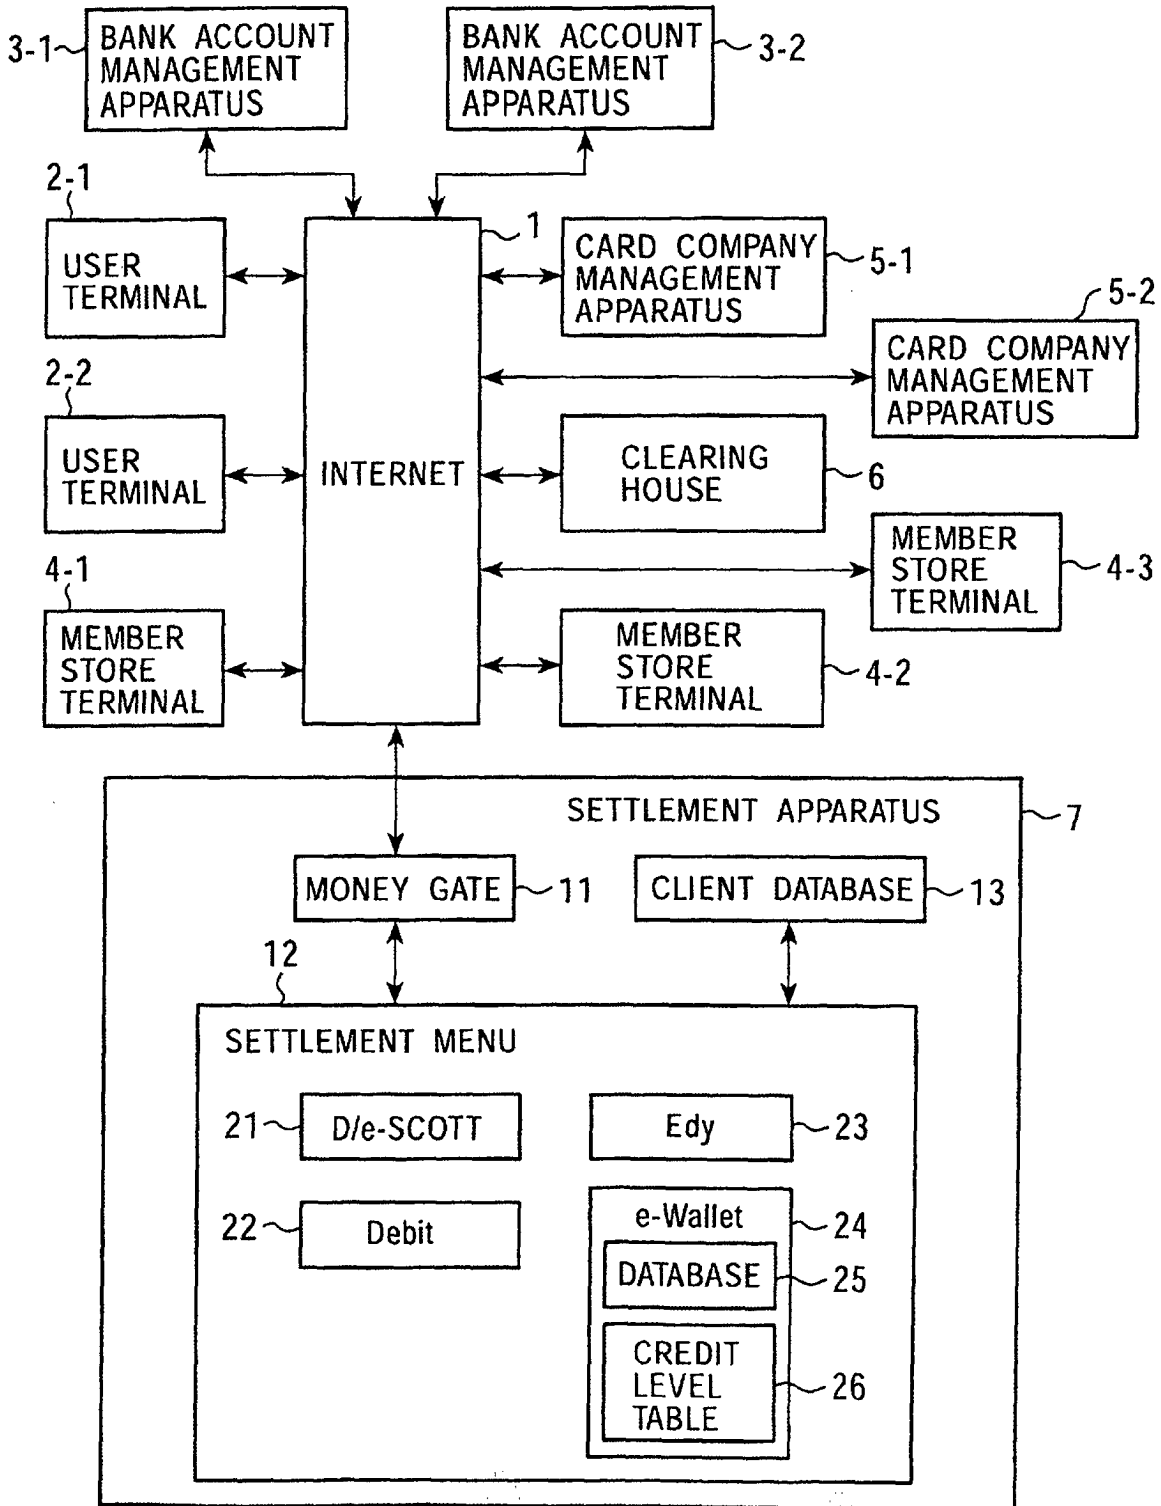 3-1
BANK ACCOUNT
MANAGEMENT
APPARATUS
BANK ACCOUNT
MANAGEMENT
APPARATUS
3-2
2-1
USER
TERMINAL
1
CARD COMPANY
MANAGEMENT
APPARATUS
5-1
5-2
CARD COMPANY
MANAGEMENT
APPARATUS
2-2
USER
TERMINAL
INTERNET
CLEARING
HOUSE
6
MEMBER
STORE
TERMINAL
4-3
4-1
MEMBER
STORE
TERMINAL
MEMBER
STORE
TERMINAL
4-2
SETTLEMENT APPARATUS
7
MONEY GATE
11
CLIENT DATABASE
13
12
SETTLEMENT MENU
21
D/e-SCOTT
Edy
23
22
Debit
e-Wallet
24
DATABASE
25
CREDIT
LEVEL
TABLE
26